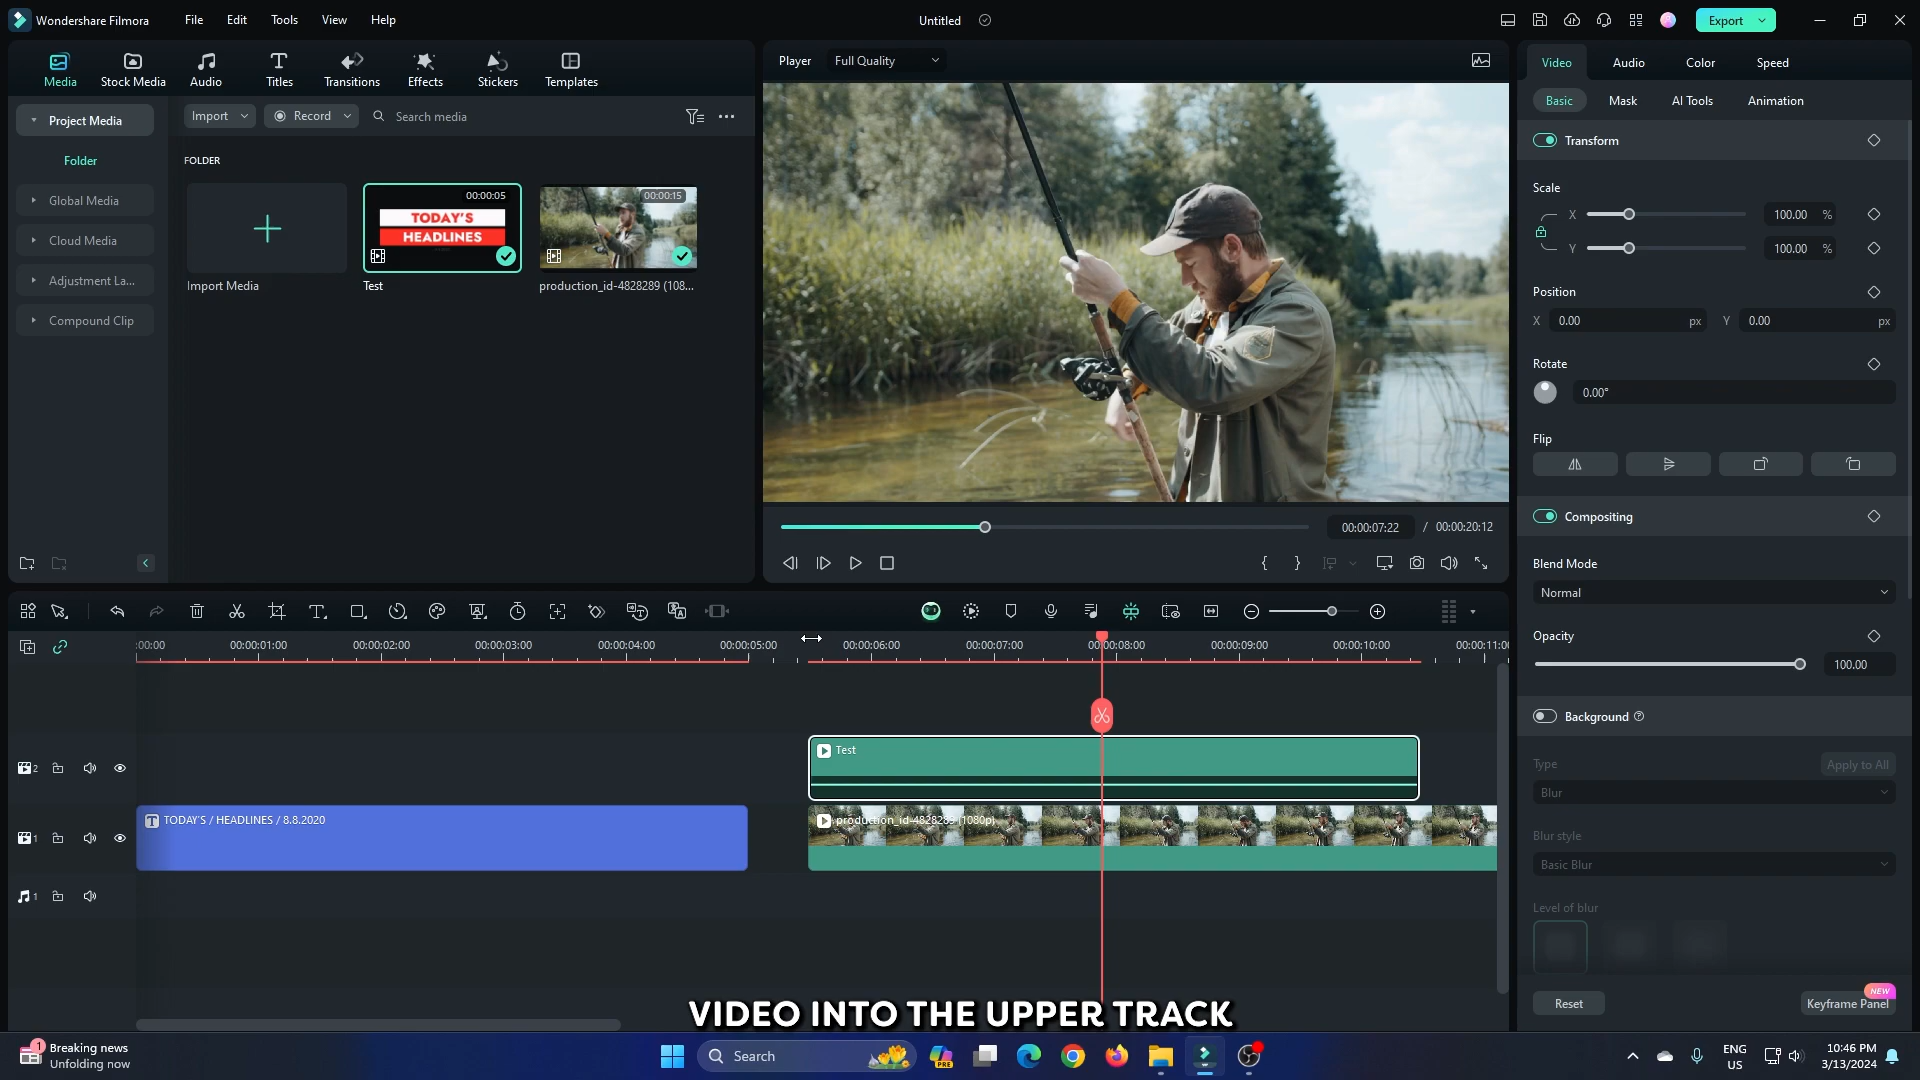 Wondershare Filmora
File
Edit
Tools
View
Help
Untitled
Export
Media
Stock Media
Audio
Titles
Transitions
Effects
Stickers
Templates
Player
Full Quality
Video
Audio
Color
Speed
Basic
Mask
AI Tools
Animation
Project Media
Folder
Global Media
Cloud Media
Adjustment La...
Compound Clip
Import
Record
Search media
FOLDER
Import Media
00:00:05
TODAY'S
HEADLINES
Test
00:00:15
production_id-4828289 (108...
Transform
Scale
X
100.00
%
Y
100.00
%
Position
X
0.00
px
Y
0.00
px
Rotate
0.00°
Flip
Compositing
Blend Mode
Normal
Opacity
100.00
Background
Type
Apply to All
Blur
Blur style
Basic Blur
Level of blur
Reset
NEW
Keyframe Panel
00:00:07:22
/
00:00:20:12
:00:00
00:00:01:00
00:00:02:00
00:00:03:00
00:00:04:00
00:00:05:00
00:00:06:00
00:00:07:00
00:00:08:00
00:00:09:00
00:00:10:00
00:00:11:00
2
Test
1
TODAY'S / HEADLINES / 8.8.2020
production_id-4828289 (1080p)
1
VIDEO INTO THE UPPER TRACK
1
Breaking news
Unfolding now
Search
PRE
ENG
US
10:46 PM
3/13/2024